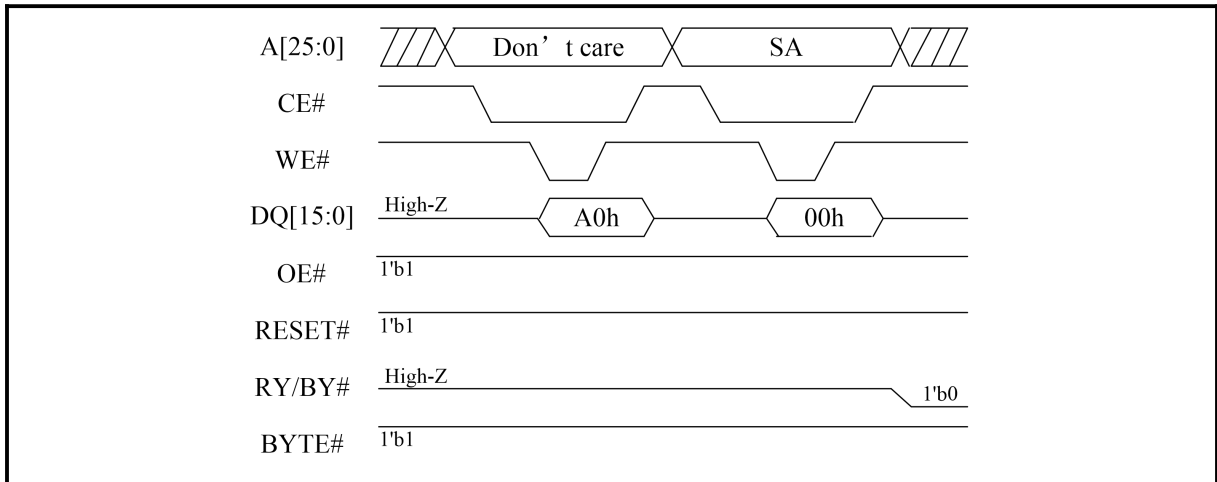 A[25:0] Don’t care SA
CE#
WE#
DQ[15:0] High-Z A0h 00h
OE# 1'b1
RESET# 1'b1
RY/BY# High-Z 1'b0
BYTE# 1'b1